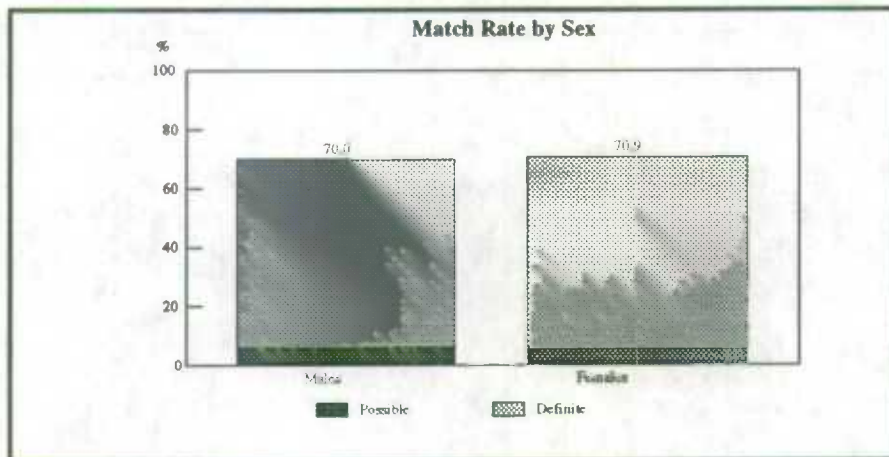 Match Rate by Sex
%
100
80
70.0
70.9
60
40
20
0
Males
Females
Possible
Definite